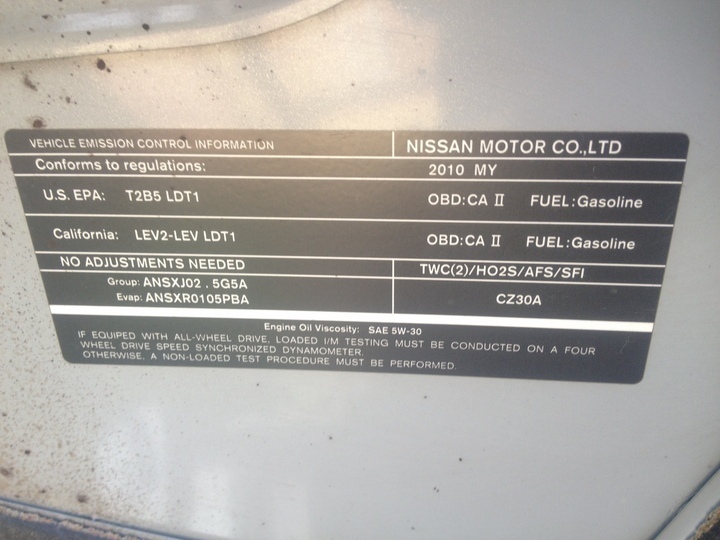 VEHICLE EMISSION CONTROL INFORMATION
NISSAN MOTOR CO.,LTD
Conforms to regulations:
2010 MY
U.S. EPA: T2B5 LDT1
OBD:CA II FUEL:Gasoline
California: LEV2-LEV LDT1
OBD:CA II FUEL:Gasoline
NO ADJUSTMENTS NEEDED
TWC(2)/HO2S/AFS/SFI
Group: ANSXJ02.5G5A
Evap: ANSXR0105PBA
CZ30A
Engine Oil Viscosity: SAE 5W-30
IF EQUIPED WITH ALL-WHEEL DRIVE, LOADED I/M TESTING MUST BE CONDUCTED ON A FOUR
WHEEL DRIVE SPEED SYNCHRONIZED DYNAMOMETER.
OTHERWISE, A NON-LOADED TEST PROCEDURE MUST BE PERFORMED.